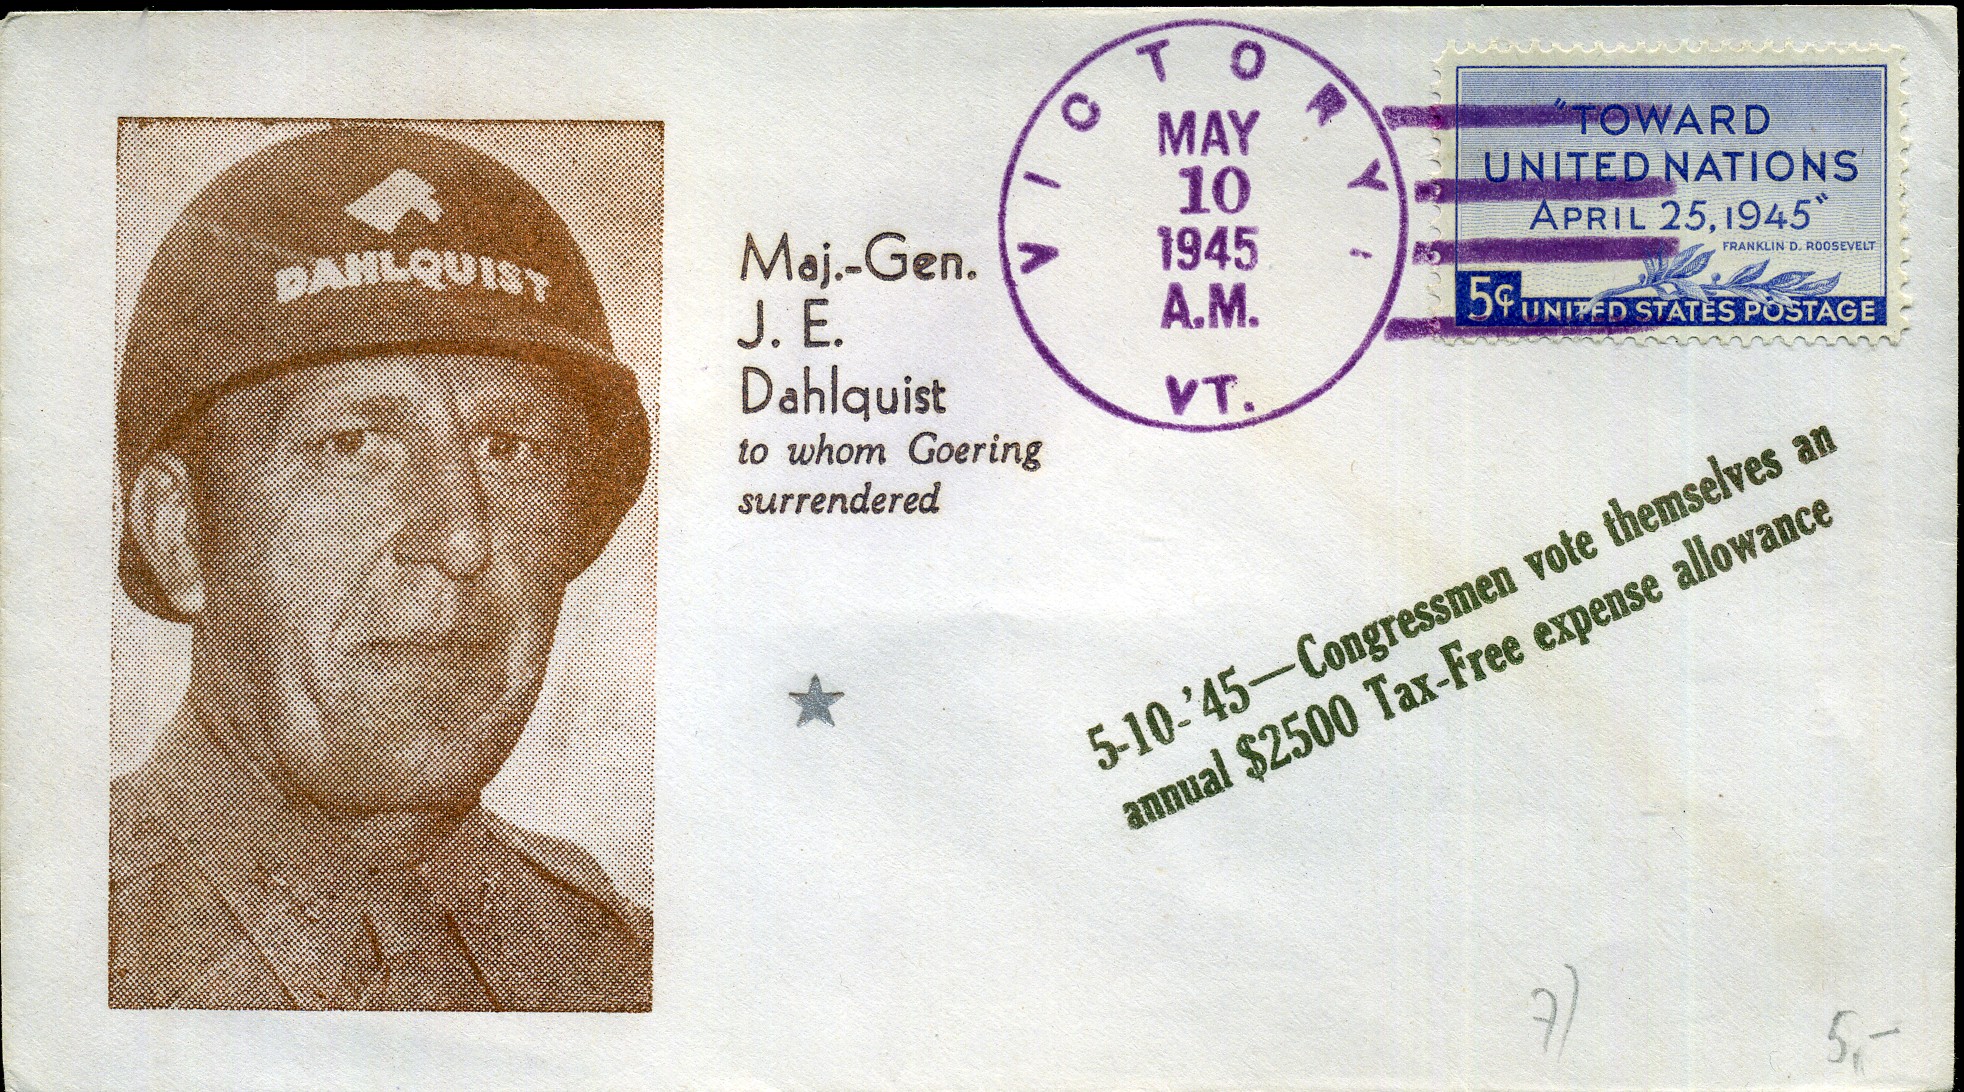 DAHLQUIST
Maj.-Gen.
J. E.
Dahlquist
to whom Goering
surrendered
VICTORY,
MAY
10
1945
A.M.
VT.
"TOWARD
UNITED NATIONS
APRIL 25, 1945"
FRANKLIN D. ROOSEVELT
5¢ UNITED STATES POSTAGE
5-10-'45—Congressmen vote themselves an
annual $2500 Tax-Free expense allowance
7)
5,-